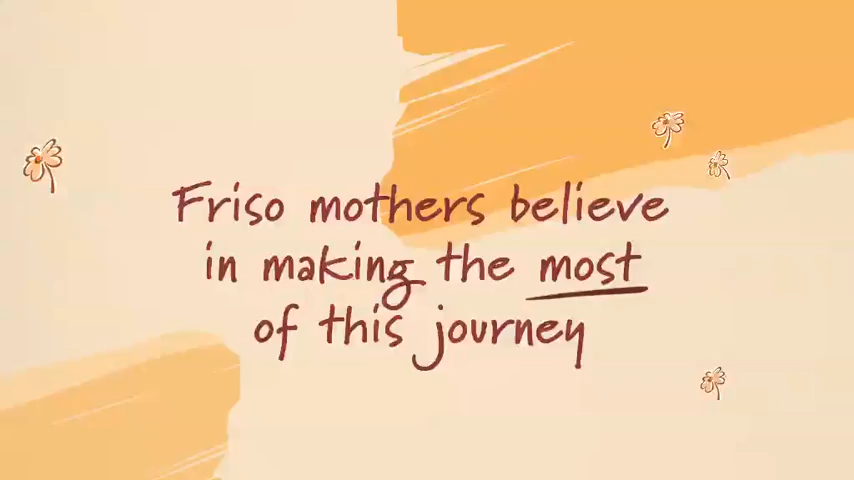 Friso mothers believe
in making the most
of this journey